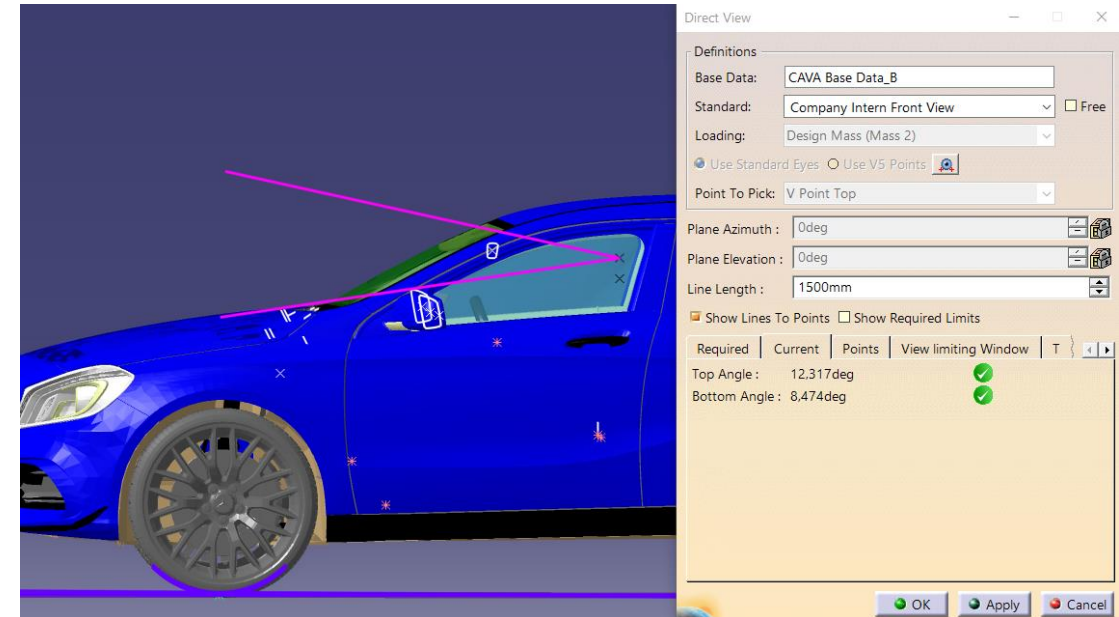 Direct View
Definitions
Base Data: CAVA Base Data_B
Standard: Company Intern Front View Free
Loading: Design Mass (Mass 2)
Use Standard Eyes Use V5 Points
Point To Pick: V Point Top
Plane Azimuth : 0deg
Plane Elevation : 0deg
Line Length : 1500mm
Show Lines To Points Show Required Limits
Required Current Points View limiting Window T
Top Angle : 12,317deg
Bottom Angle : 8,474deg
OK Apply Cancel